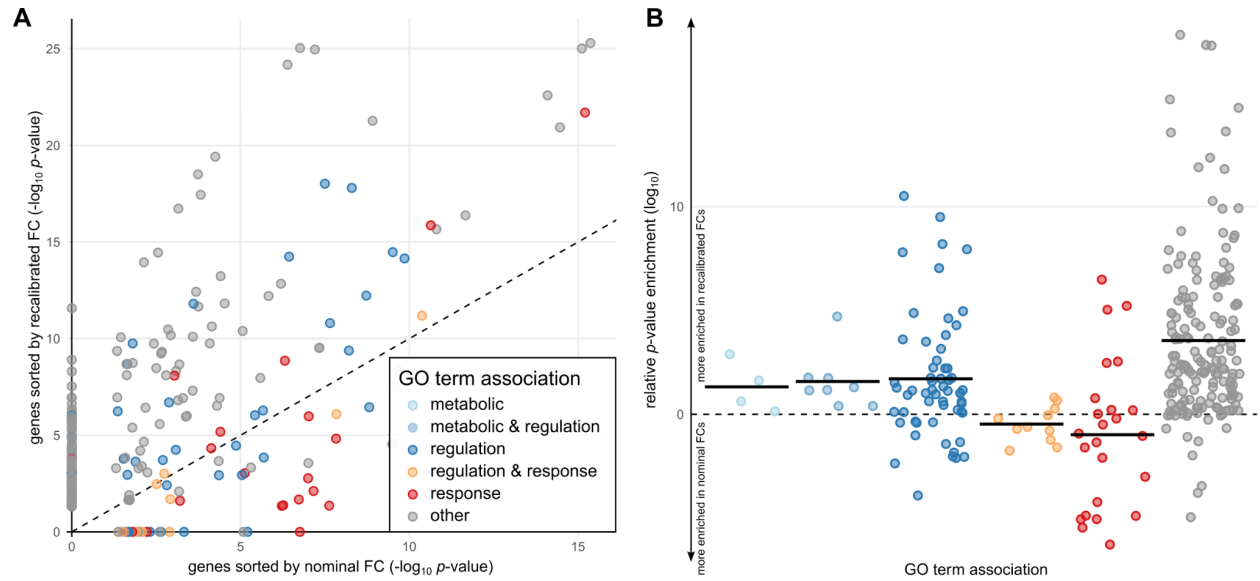 A
genes sorted by recalibrated FC (-log10 p-value)
25
20
15
10
5
0
0
5
10
15
genes sorted by nominal FC (-log10 p-value)
GO term association
metabolic
metabolic & regulation
regulation
regulation & response
response
other
B
relative p-value enrichment (log10)
more enriched in recalibrated FCs
more enriched in nominal FCs
10
0
GO term association